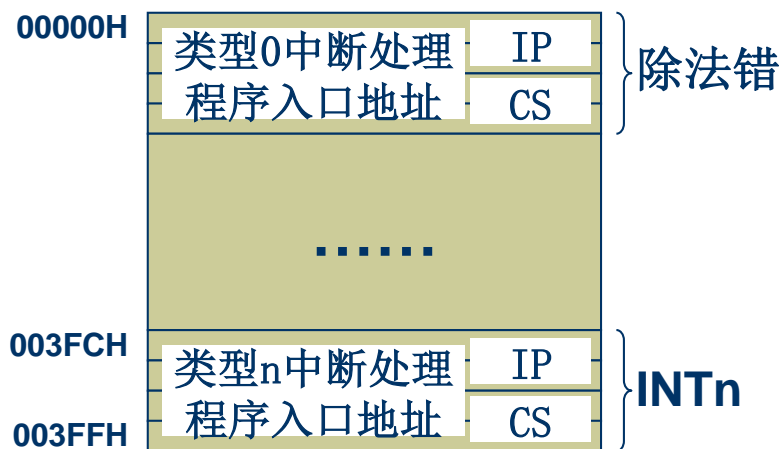 00000H
类型0中断处理 IP
程序入口地址 CS
除法错
......
003FCH
类型n中断处理 IP
程序入口地址 CS
INTn
003FFH